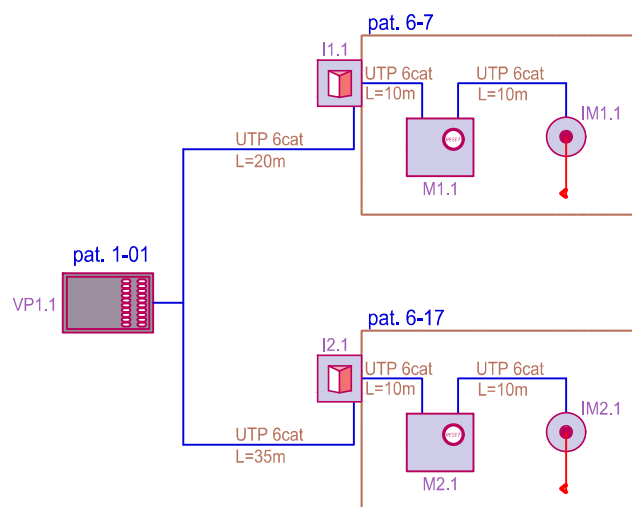 pat. 6-7
I1.1
UTP 6cat
L=10m
UTP 6cat
L=10m
IM1.1
RESET
M1.1
UTP 6cat
L=20m
pat. 1-01
VP1.1
pat. 6-17
I2.1
UTP 6cat
L=10m
UTP 6cat
L=10m
IM2.1
RESET
M2.1
UTP 6cat
L=35m